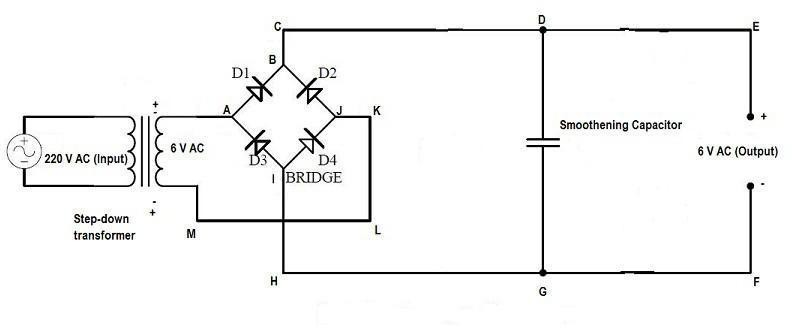 C
D
E
B
D1
D2
A
J
K
+
-
220 V AC (Input)
6 V AC
Smoothening Capacitor
+
6 V AC (Output)
-
D3
D4
I
BRIDGE
-
+
Step-down
transformer
M
L
H
G
F